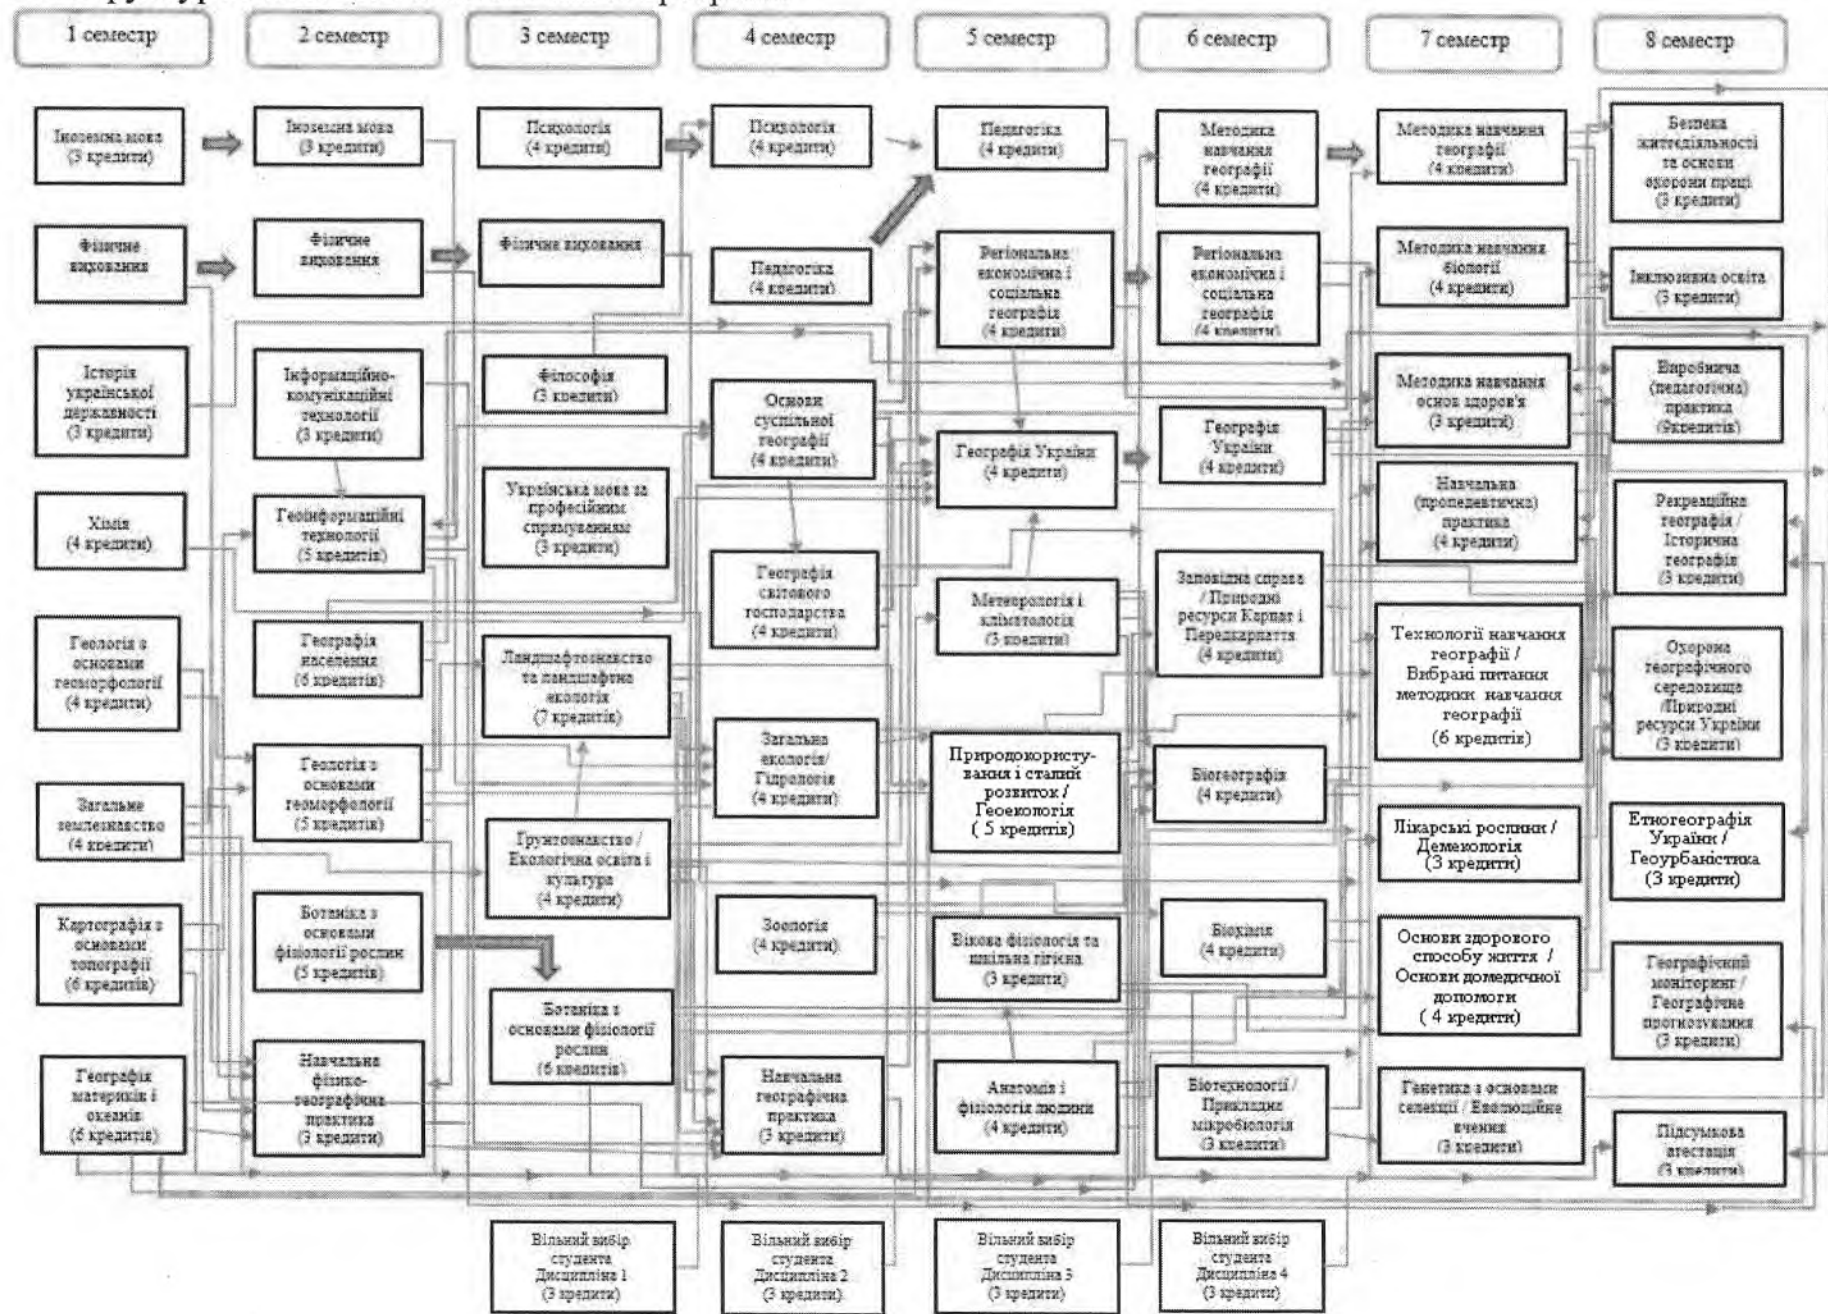 1 семестр
2 семестр
3 семестр
4 семестр
5 семестр
6 семестр
7 семестр
8 семестр
Іноземна мова
(3 кредити)
Фізичне
виховання
Історія
української
державності
(3 кредити)
Хімія
(4 кредити)
Геологія з
основами
геоморфології
(4 кредити)
Загальне
землезнавство
(4 кредити)
Картографія з
основами
топографії
(6 кредитів)
Географія
материків і
океанів
(6 кредитів)
Іноземна мова
(3 кредити)
Фізичне
виховання
Інформаційно-
комунікаційні
технології
(3 кредити)
Геоінформаційні
технології
(5 кредитів)
Географія
населення
(6 кредитів)
Геологія з
основами
геоморфології
(5 кредитів)
Ботаніка з
основами
фізіології рослин
(5 кредитів)
Навчальна
фізико-
географічна
практика
(3 кредити)
Психологія
(4 кредити)
Фізичне виховання
Філософія
(3 кредити)
Українська мова за
професійним
спрямуванням
(3 кредити)
Ландшафтознавство
та ландшафтна
екологія
(7 кредитів)
Грунтознавство /
Екологічна освіта і
культура
(4 кредити)
Ботаніка з
основами фізіології
рослин
(6 кредитів)
Вільний вибір
студента
Дисципліна 1
(3 кредити)
Психологія
(4 кредити)
Педагогіка
(4 кредити)
Основи
суспільної
географії
(4 кредити)
Географія
світового
господарства
(4 кредити)
Загальна
екологія/
Гідрологія
(4 кредити)
Зоологія
(4 кредити)
Навчальна
географічна
практика
(3 кредити)
Вільний вибір
студента
Дисципліна 2
(3 кредити)
Педагогіка
(4 кредити)
Регіональна
економічна і
соціальна
географія
(4 кредити)
Географія України
(4 кредити)
Метеорологія і
кліматологія
(3 кредити)
Природокористу-
вання і сталий
розвиток /
Геоекологія
( 5 кредитів)
Вікова фізіологія та
шкільна гігієна
(3 кредити)
Анатомія і
фізіологія людини
(4 кредити)
Вільний вибір
студента
Дисципліна 3
(3 кредити)
Методика
навчання
географії
(4 кредити)
Регіональна
економічна і
соціальна
географія
(4 кредити)
Географія
України
(4 кредити)
Заповідна справа
/ Природні
ресурси Карпат і
Передкарпаття
(4 кредити)
Біогеографія
(4 кредити)
Біохімія
(4 кредити)
Біотехнології /
Прикладна
мікробіологія
(3 кредити)
Вільний вибір
студента
Дисципліна 4
(3 кредити)
Методика навчання
географії
(4 кредити)
Методика навчання
біології
(4 кредити)
Методика навчання
основ здоров'я
(3 кредити)
Навчальна
(пропедевтична)
практика
(4 кредити)
Технології навчання
географії /
Вибрані питання
методики навчання
географії
(6 кредитів)
Лікарські рослини /
Демекологія
(3 кредити)
Основи здорового
способу життя /
Основи домедичної
допомоги
( 4 кредити)
Генетика з основами
селекції / Еволюційне
вчення
(3 кредити)
Безпека
життєдіяльності
та основи
охорони праці
(3 кредити)
Інклюзивна освіта
(3 кредити)
Виробнича
(педагогічна)
практика
(9кредитів)
Рекреаційна
географія /
Історична
географія
(3 кредити)
Охорона
географічного
середовища
/Природні
ресурси України
(3 кредити)
Етногеографія
України /
Геоурбаністика
(3 кредити)
Географічний
моніторинг /
Географічне
прогнозування
(3 кредити)
Підсумкова
атестація
(3 кредити)